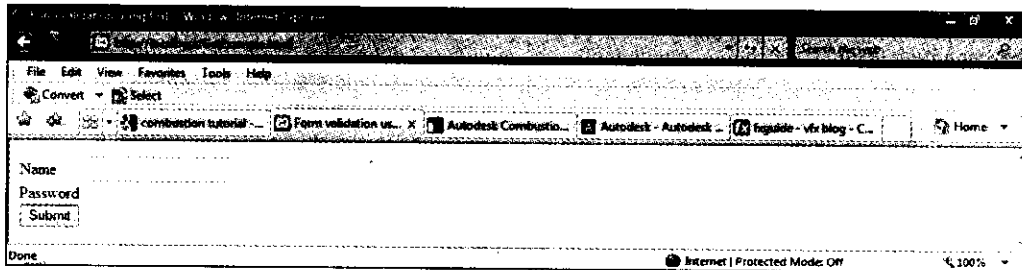 File Edit View Favorites Tools Help
Convert Select
combustion tutorial -... Form validation us... X Autodesk Combustio... Autodesk - Autodesk ... fxguide - vfx blog - C... Home
Name
Password
Submit
Done Internet | Protected Mode: Off 100%